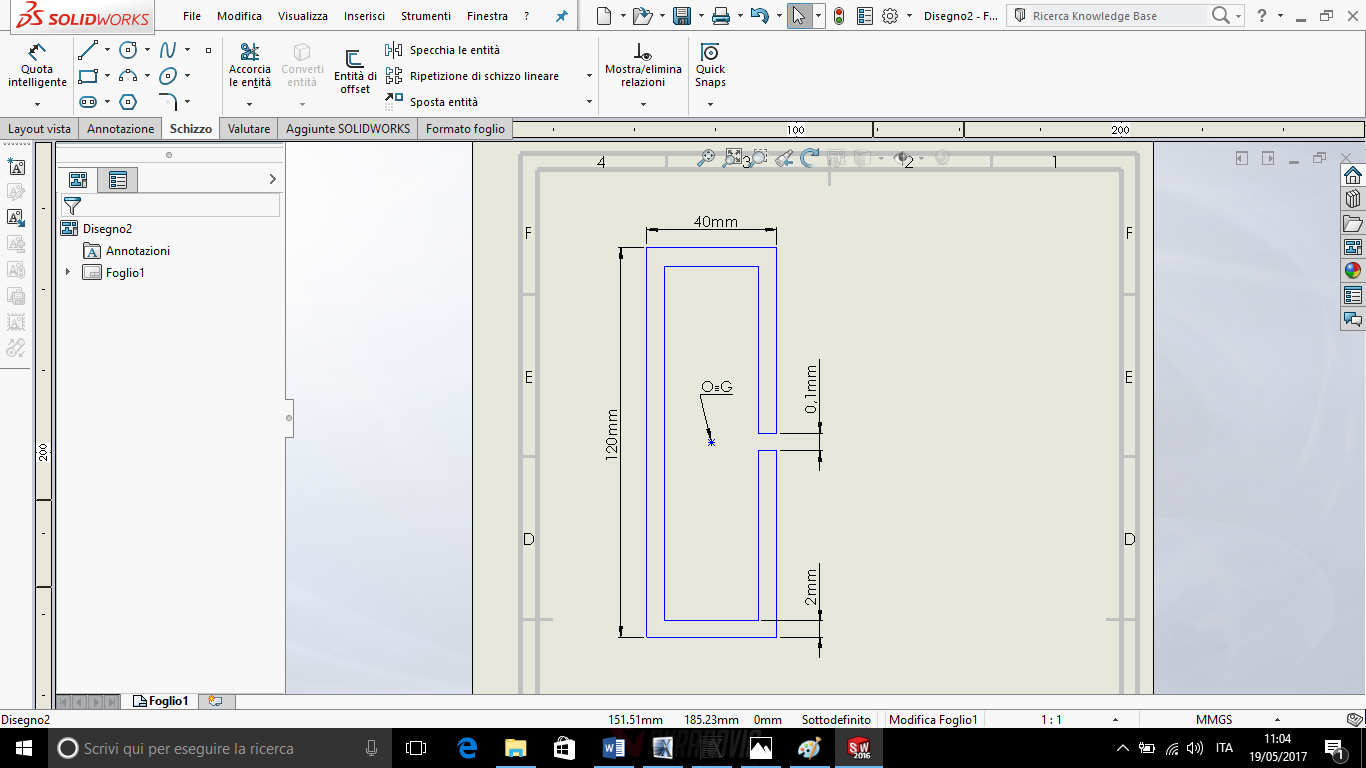 SOLIDWORKS
File Modifica Visualizza Inserisci Strumenti Finestra ?
Disegno2 - F...
Ricerca Knowledge Base
?
Quota intelligente
Accorcia le entità
Converti entità
Entità di offset
Specchia le entità
Ripetizione di schizzo lineare
Sposta entità
Mostra/elimina relazioni
Quick Snaps
Layout vista Annotazione Schizzo Valutare Aggiunte SOLIDWORKS Formato foglio
100 200
Disegno2
A Annotazioni
Foglio1
200
4 3 2 1
F F
E E
D D
40mm
120mm
O≡G
0,1mm
2mm
Foglio1
Disegno2
151.51mm 185.23mm 0mm Sottodefinito Modifica Foglio1 1 : 1 MMGS
Scrivi qui per eseguire la ricerca
SW 2016
ITA
11:04
19/05/2017
1